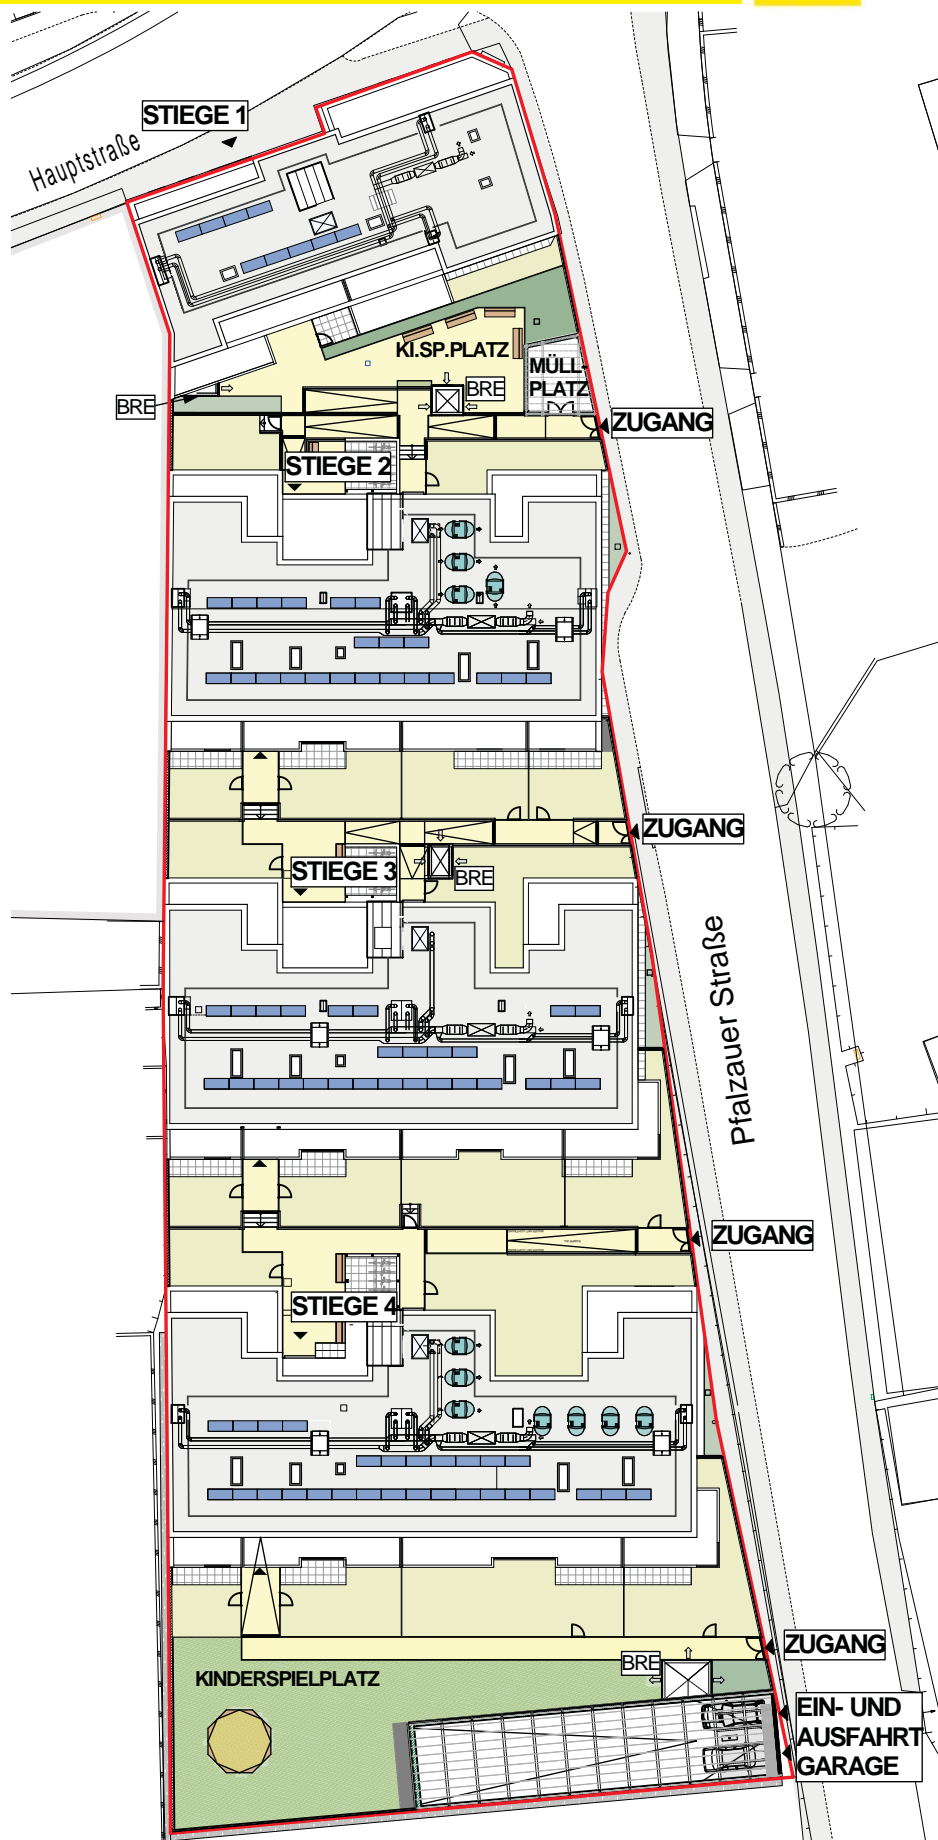 STIEGE 1
Hauptstraße
KI.SP.PLATZ
MÜLL-
PLATZ
BRE
BRE
ZUGANG
STIEGE 2
ZUGANG
STIEGE 3
BRE
Pfalzauer Straße
ZUGANG
STIEGE 4
ZUGANG
BRE
KINDERSPIELPLATZ
EIN- UND
AUSFAHRT
GARAGE